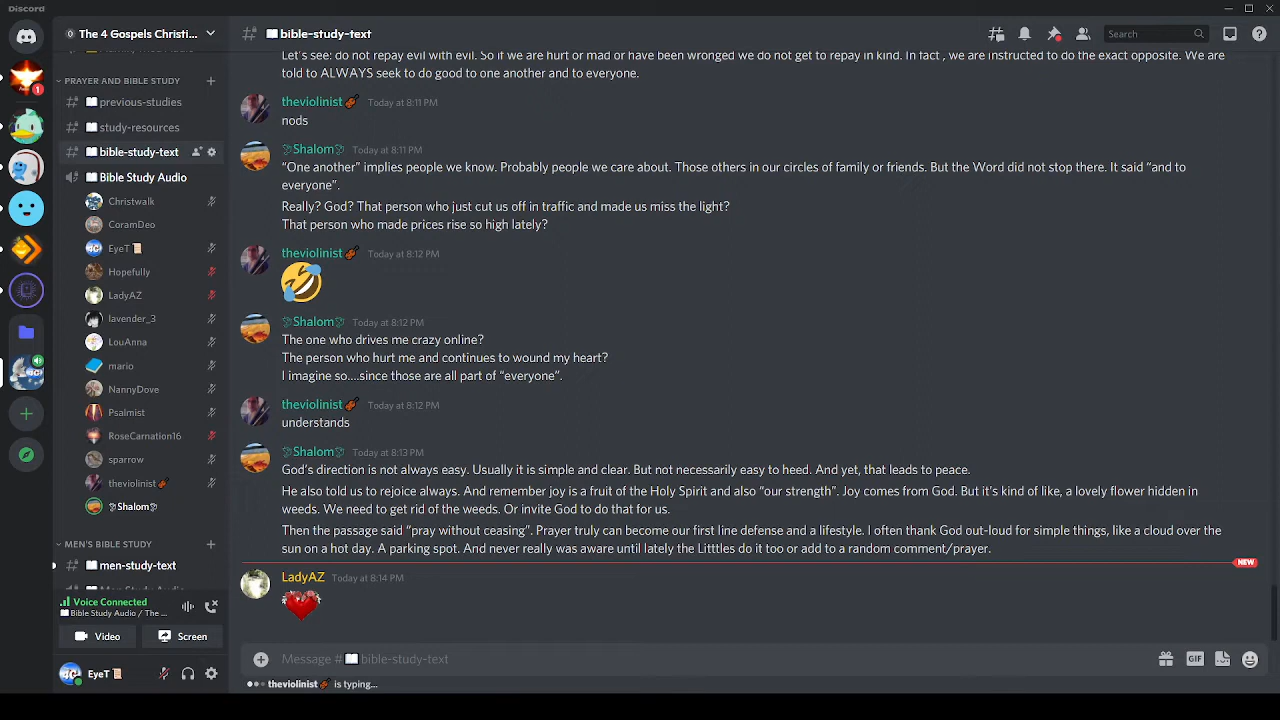 Discord
The 4 Gospels Christi...
bible-study-text
Search
PRAYER AND BIBLE STUDY
previous-studies
study-resources
bible-study-text
Bible Study Audio
Christwalk
CoramDeo
EyeT
Hopefully
LadyAZ
lavender_3
LouAnna
mario
NannyDove
Psalmist
RoseCarnation16
sparrow
theviolinist
Shalom
MEN'S BIBLE STUDY
men-study-text
Men Study Audio
Voice Connected
Bible Study Audio / The ...
Video
Screen
EyeT
1
Let's see: do not repay evil with evil. So if we are hurt or mad or have been wronged we do not get to repay in kind. In fact , we are instructed to do the exact opposite. We are
told to ALWAYS seek to do good to one another and to everyone.
theviolinist Today at 8:11 PM
nods
Shalom Today at 8:11 PM
“One another” implies people we know. Probably people we care about. Those others in our circles of family or friends. But the Word did not stop there. It said “and to
everyone”.
Really? God? That person who just cut us off in traffic and made us miss the light?
That person who made prices rise so high lately?
theviolinist Today at 8:12 PM
Shalom Today at 8:12 PM
The one who drives me crazy online?
The person who hurt me and continues to wound my heart?
I imagine so....since those are all part of “everyone”.
theviolinist Today at 8:12 PM
understands
Shalom Today at 8:13 PM
God's direction is not always easy. Usually it is simple and clear. But not necessarily easy to heed. And yet, that leads to peace.
He also told us to rejoice always. And remember joy is a fruit of the Holy Spirit and also “our strength”. Joy comes from God. But it's kind of like, a lovely flower hidden in
weeds. We need to get rid of the weeds. Or invite God to do that for us.
Then the passage said “pray without ceasing”. Prayer truly can become our first line defense and a lifestyle. I often thank God out-loud for simple things, like a cloud over the
sun on a hot day. A parking spot. And never really was aware until lately the Litttles do it too or add to a random comment/prayer.
NEW
LadyAZ Today at 8:14 PM
Message # bible-study-text
GIF
theviolinist is typing...